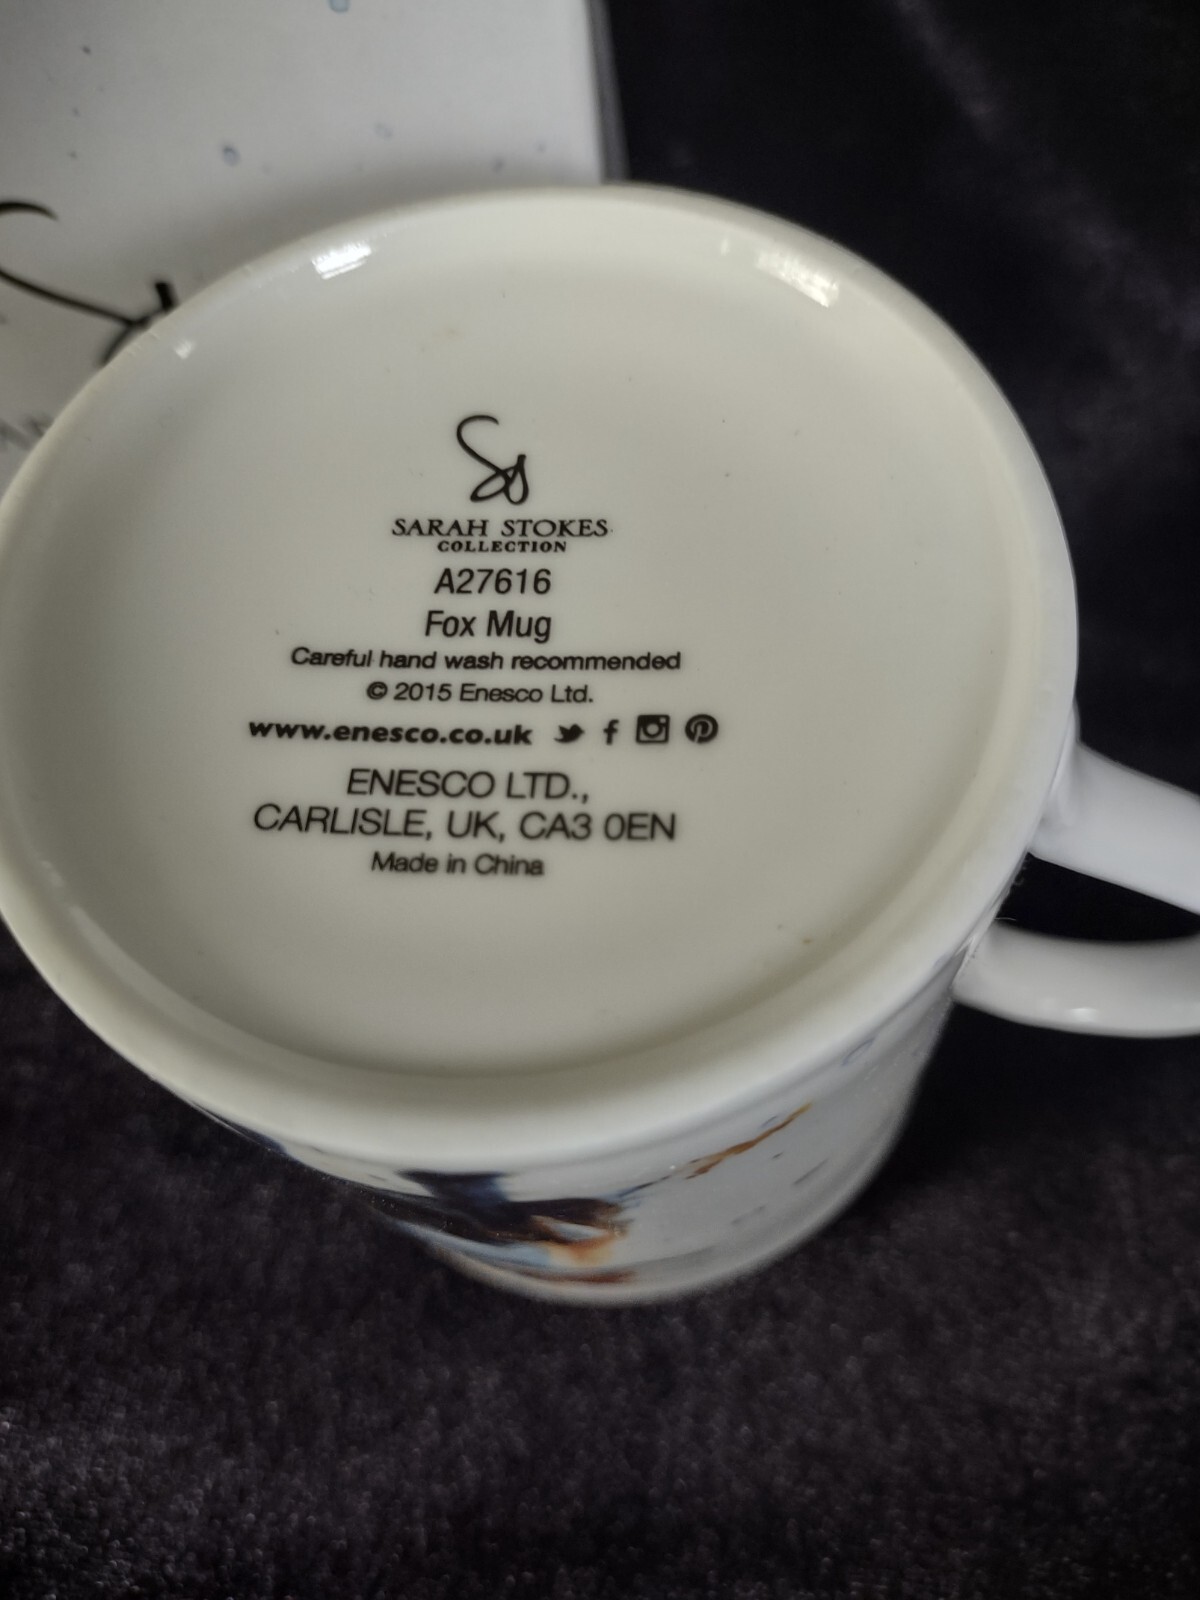 Ss
SARAH STOKES
COLLECTION
A27616
Fox Mug
Careful hand wash recommended
© 2015 Enesco Ltd.
www.enesco.co.uk
ENESCO LTD.,
CARLISLE, UK, CA3 0EN
Made in China